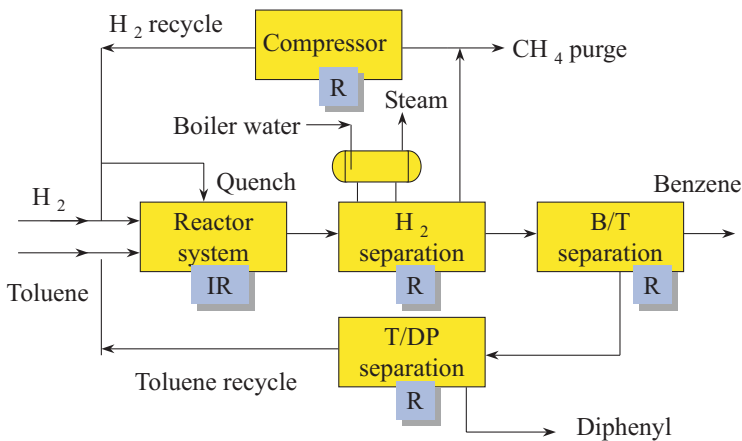 H2 recycle
Compressor
R
CH4 purge
Steam
Boiler water
Quench
H2
Toluene
Reactor
system
IR
H2
separation
R
B/T
separation
R
Benzene
T/DP
separation
R
Toluene recycle
Diphenyl